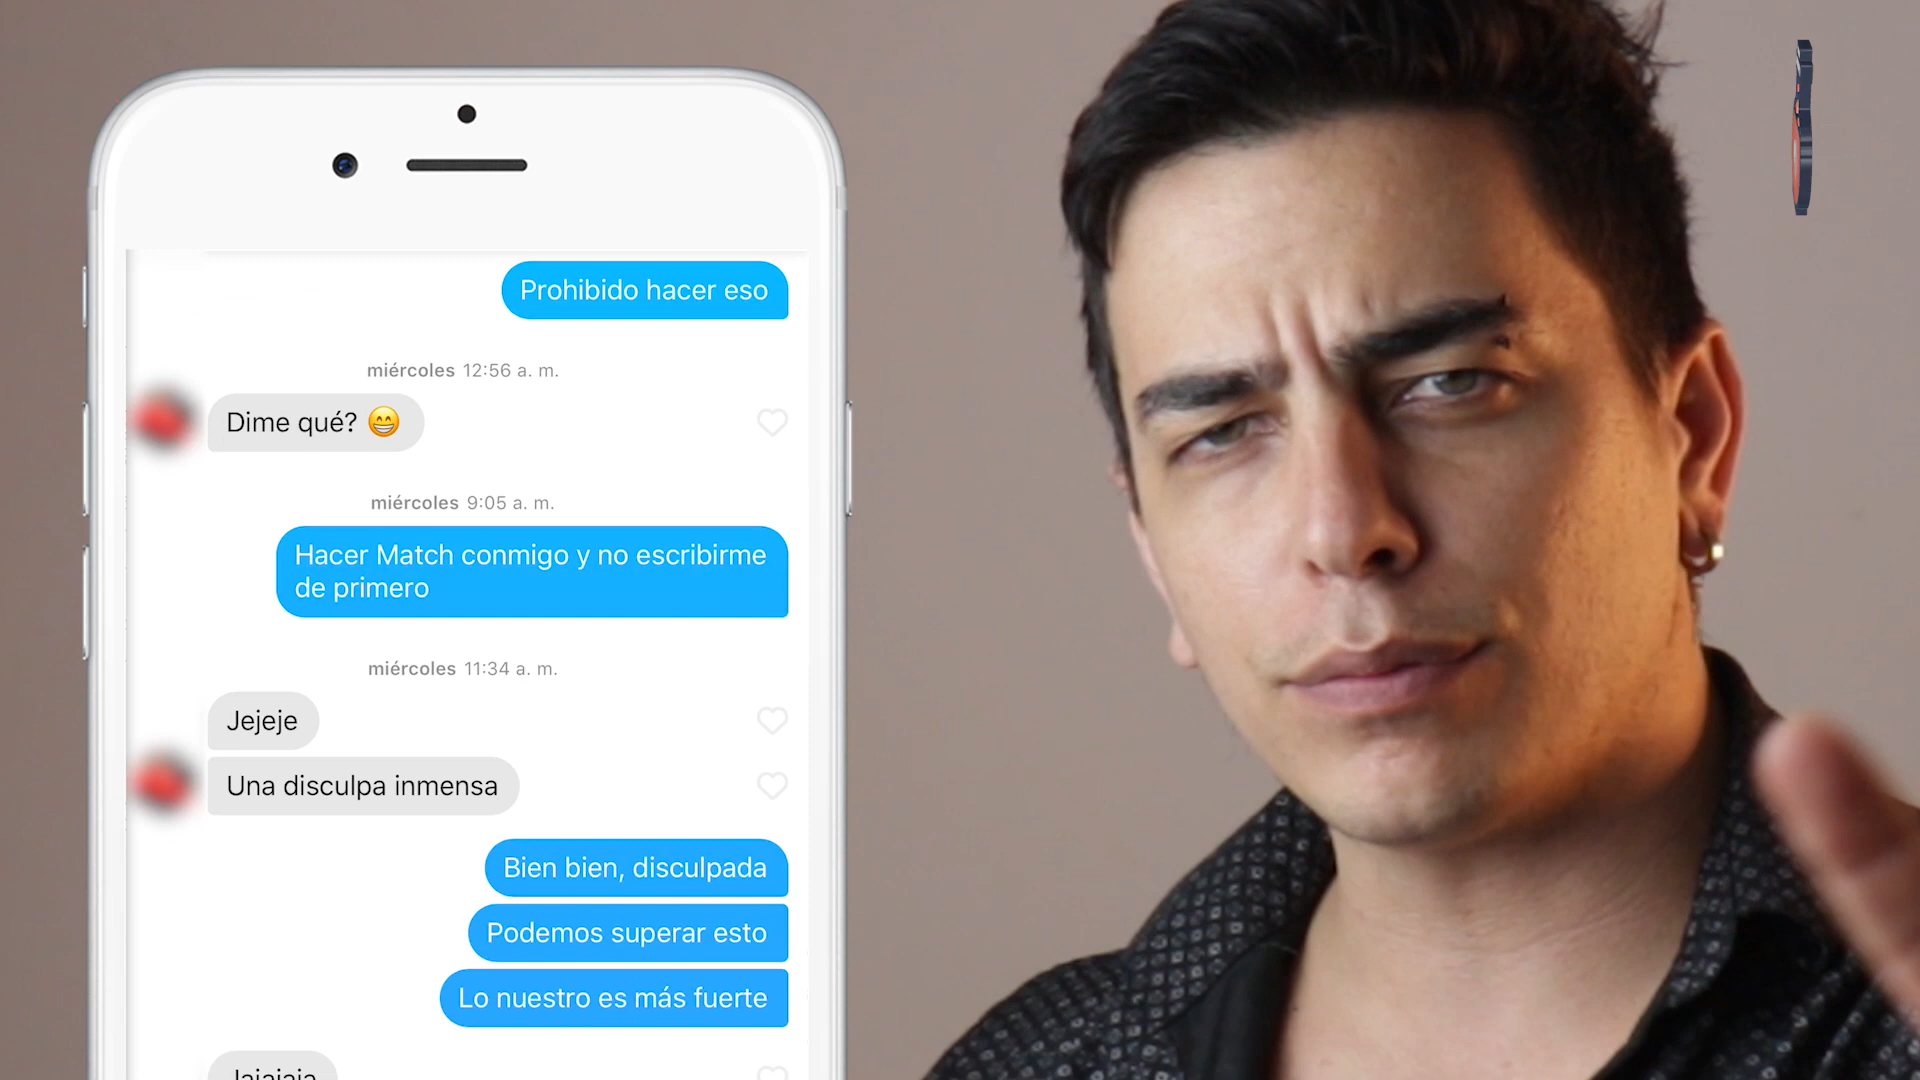 Prohibido hacer eso
miércoles 12:56 a. m.
Dime qué? 😁
miércoles 9:05 a. m.
Hacer Match conmigo y no escribirme
de primero
miércoles 11:34 a. m.
Jejeje
Una disculpa inmensa
Bien bien, disculpada
Podemos superar esto
Lo nuestro es más fuerte
Jajajaja